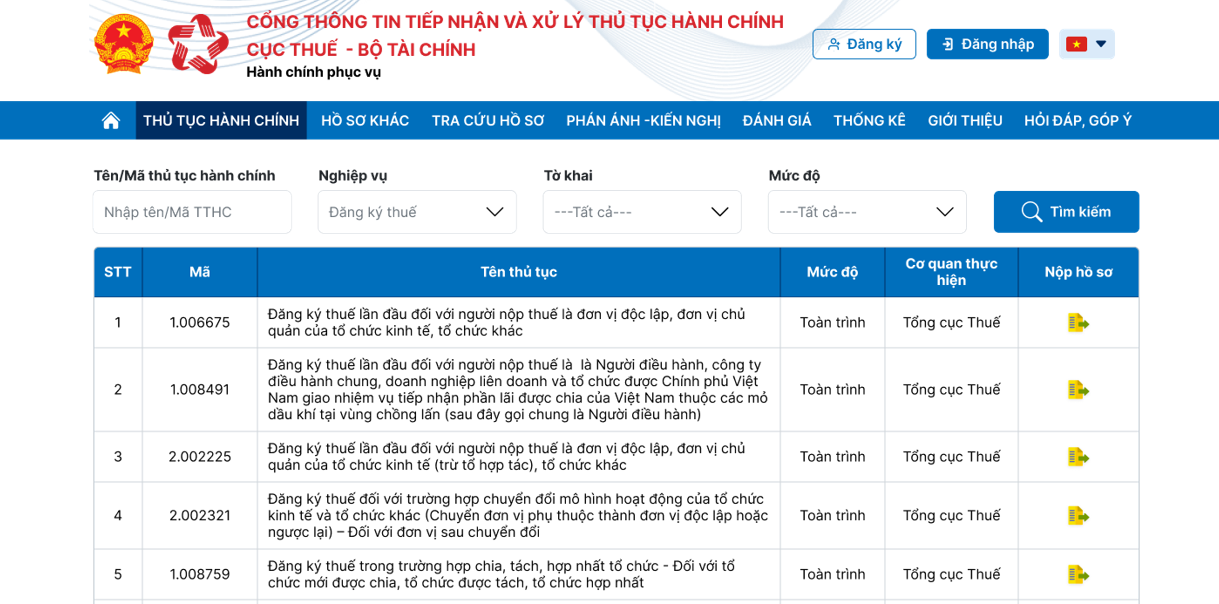 CỔNG THÔNG TIN TIẾP NHẬN VÀ XỬ LÝ THỦ TỤC HÀNH CHÍNH
CỤC THUẾ - BỘ TÀI CHÍNH
Hành chính phục vụ
Đăng ký
Đăng nhập
THỦ TỤC HÀNH CHÍNH
HỒ SƠ KHÁC
TRA CỨU HỒ SƠ
PHẢN ÁNH -KIẾN NGHỊ
ĐÁNH GIÁ
THỐNG KÊ
GIỚI THIỆU
HỎI ĐÁP, GÓP Ý
Tên/Mã thủ tục hành chính
Nghiệp vụ
Tờ khai
Mức độ
Nhập tên/Mã TTHC
Đăng ký thuế
---Tất cả---
---Tất cả---
Tìm kiếm
STT
Mã
Tên thủ tục
Mức độ
Cơ quan thực
hiện
Nộp hồ sơ
1
1.006675
Đăng ký thuế lần đầu đối với người nộp thuế là đơn vị độc lập, đơn vị chủ
quản của tổ chức kinh tế, tổ chức khác
Toàn trình
Tổng cục Thuế
2
1.008491
Đăng ký thuế lần đầu đối với người nộp thuế là  là Người điều hành, công ty
điều hành chung, doanh nghiệp liên doanh và tổ chức được Chính phủ Việt
Nam giao nhiệm vụ tiếp nhận phần lãi được chia của Việt Nam thuộc các mỏ
dầu khí tại vùng chồng lấn (sau đây gọi chung là Người điều hành)
Toàn trình
Tổng cục Thuế
3
2.002225
Đăng ký thuế lần đầu đối với người nộp thuế là đơn vị độc lập, đơn vị chủ
quản của tổ chức kinh tế (trừ tổ hợp tác), tổ chức khác
Toàn trình
Tổng cục Thuế
4
2.002321
Đăng ký thuế đối với trường hợp chuyển đổi mô hình hoạt động của tổ chức
kinh tế và tổ chức khác (Chuyển đơn vị phụ thuộc thành đơn vị độc lập hoặc
ngược lại) – Đối với đơn vị sau chuyển đổi
Toàn trình
Tổng cục Thuế
5
1.008759
Đăng ký thuế trong trường hợp chia, tách, hợp nhất tổ chức - Đối với tổ
chức mới được chia, tổ chức được tách, tổ chức hợp nhất
Toàn trình
Tổng cục Thuế